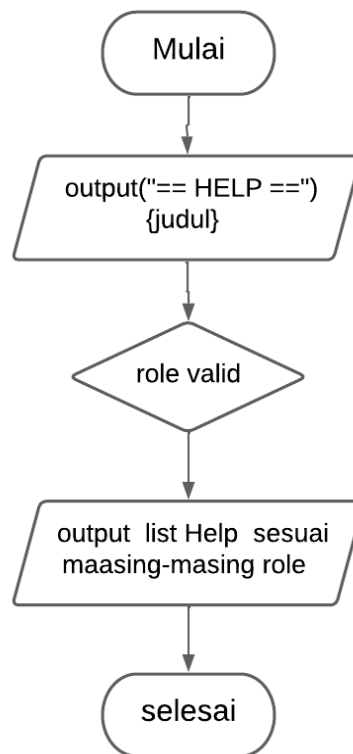 Mulai
output("== HELP ==")
{judul}
role valid
output list Help sesuai
maasing-masing role
selesai